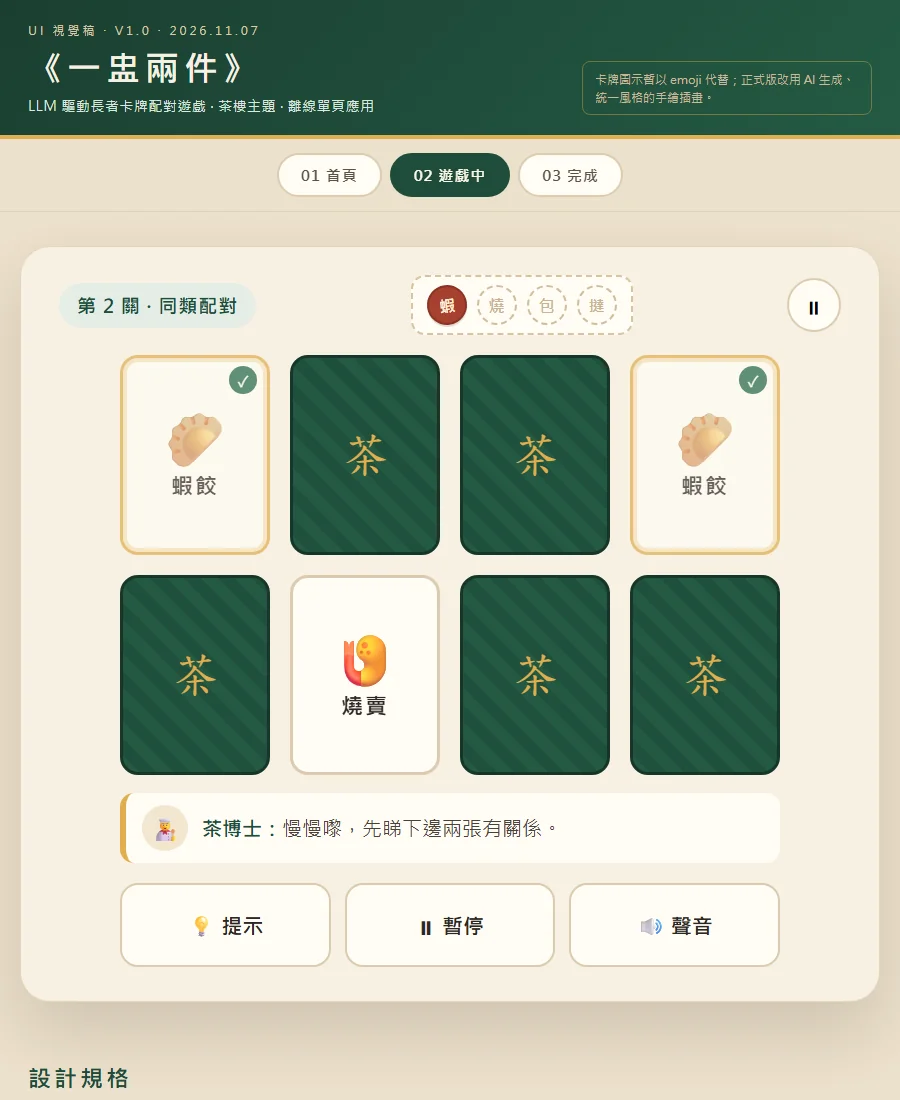 UI 視覺稿 · V1.0 · 2026.11.07
《一盅兩件》
LLM 驅動長者卡牌配對遊戲 · 茶樓主題 · 離線單頁應用
卡牌圖示暫以 emoji 代替；正式版改用 AI 生成、
統一風格的手繪插畫。
01 首頁
02 遊戲中
03 完成
第 2 關 · 同類配對
蝦
燒
包
撻
蝦餃
茶
茶
蝦餃
茶
燒賣
茶
茶
茶博士：慢慢嚟，先睇下邊兩張有關係。
提示
暫停
聲音
設計規格